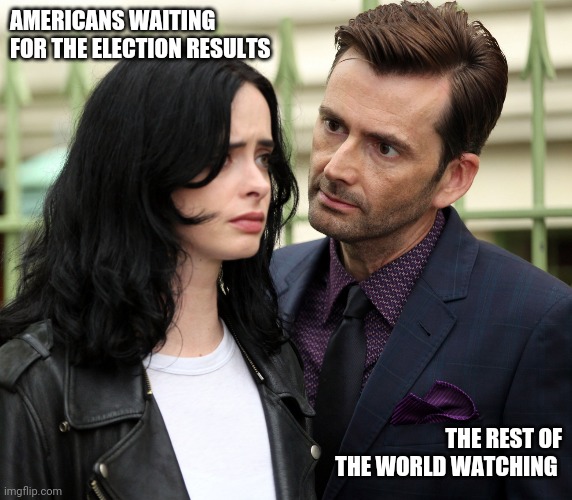 AMERICANS WAITING
FOR THE ELECTION RESULTS
THE REST OF
THE WORLD WATCHING
imgflip.com